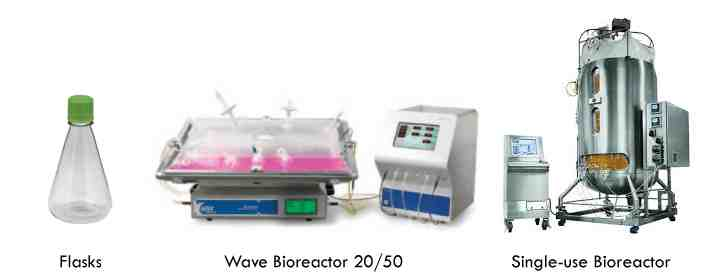 Flasks
Wave Bioreactor 20/50
Single-use Bioreactor